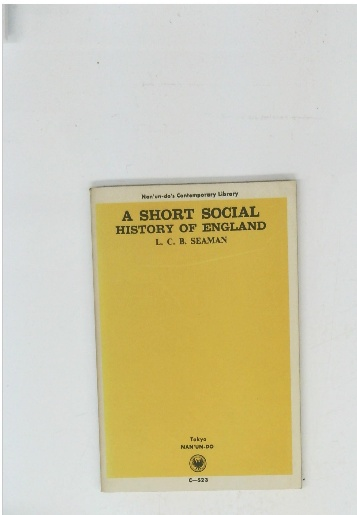 Nan'un-do's Contemporary Library
A SHORT SOCIAL
HISTORY OF ENGLAND
L. C. B. SEAMAN
Tokyo
NAN'UN-DO
C-523